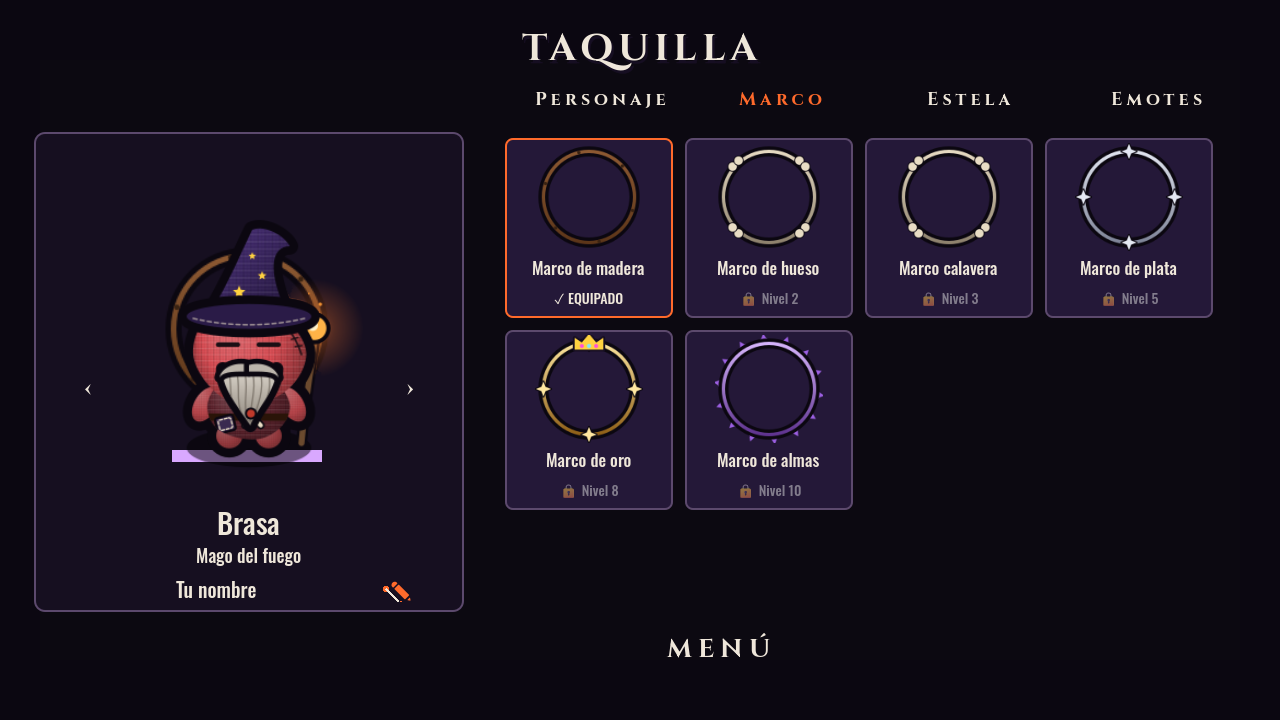 TAQUILLA
PERSONAJE
MARCO
ESTELA
EMOTES
Marco de madera
✓ EQUIPADO
Marco de hueso
Nivel 2
Marco calavera
Nivel 3
Marco de plata
Nivel 5
Marco de oro
Nivel 8
Marco de almas
Nivel 10
‹ ›
Brasa
Mago del fuego
Tu nombre
MENÚ